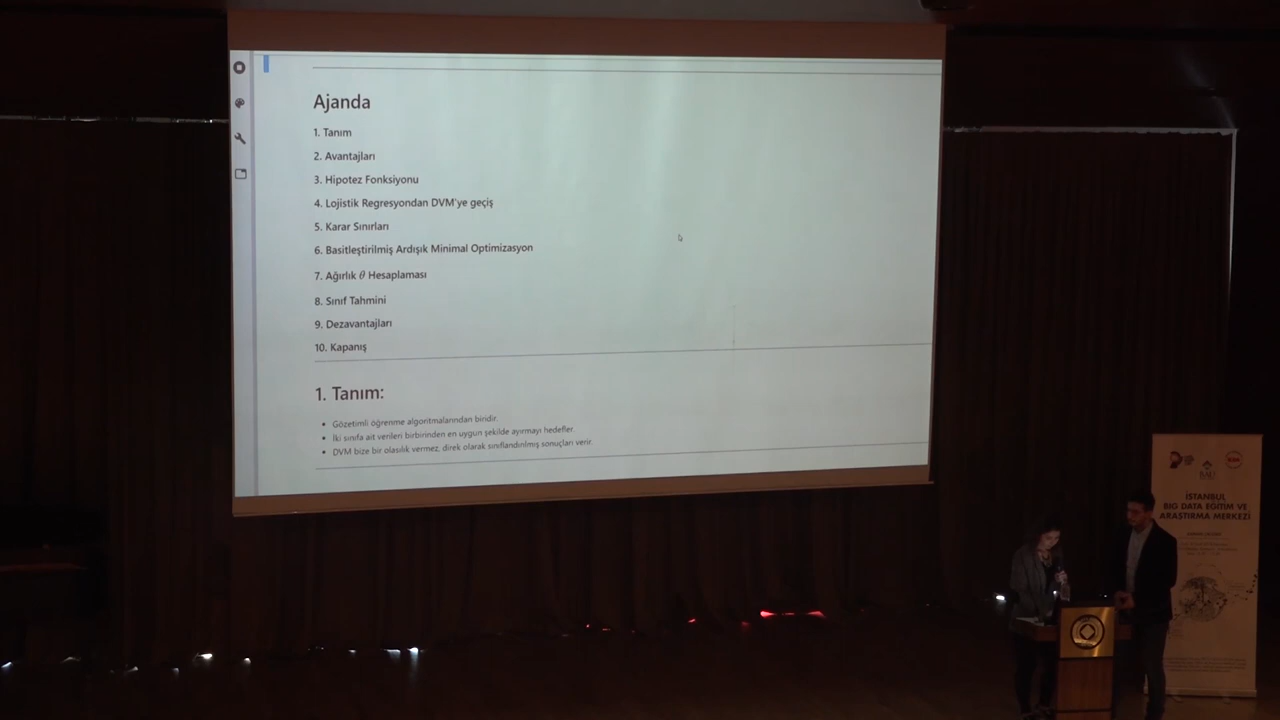 Ajanda
1. Tanım
2. Avantajları
3. Hipotez Fonksiyonu
4. Lojistik Regresyondan DVM'ye geçiş
5. Karar Sınırları
6. Basitleştirilmiş Ardışık Minimal Optimizasyon
7. Ağırlık θ Hesaplaması
8. Sınıf Tahmini
9. Dezavantajları
10. Kapanış
1. Tanım:
• Gözetimli öğrenme algoritmalarından biridir.
• İki sınıfa ait verileri birbirinden en uygun şekilde ayırmayı hedefler.
• DVM bize bir olasılık vermez, direk olarak sınıflandırılmış sonuçları verir.
BAU
İSTANBUL
BIG DATA EĞİTİM VE
ARAŞTIRMA MERKEZİ